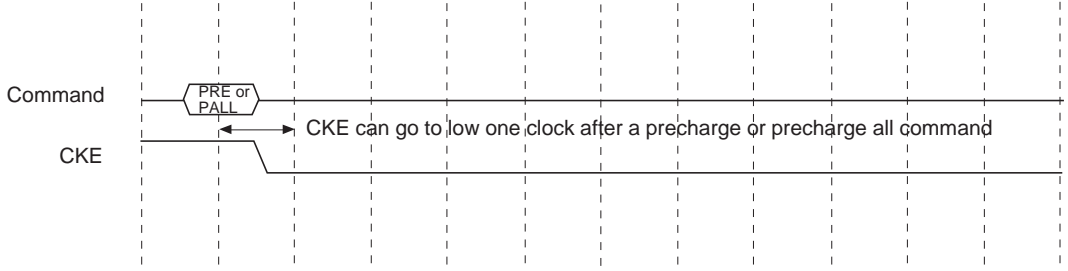 Command
PRE or
PALL
CKE can go to low one clock after a precharge or precharge all command
CKE